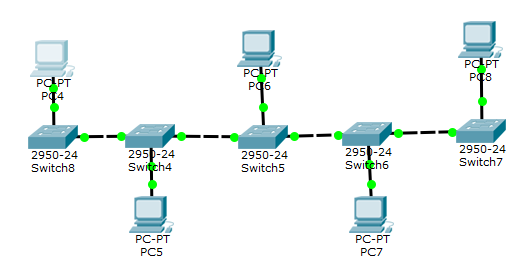 PC-PT
PC4
PC-PT
PC6
PC-PT
PC8
2950-24
Switch8
2950-24
Switch4
2950-24
Switch5
2950-24
Switch6
2950-24
Switch7
PC-PT
PC5
PC-PT
PC7